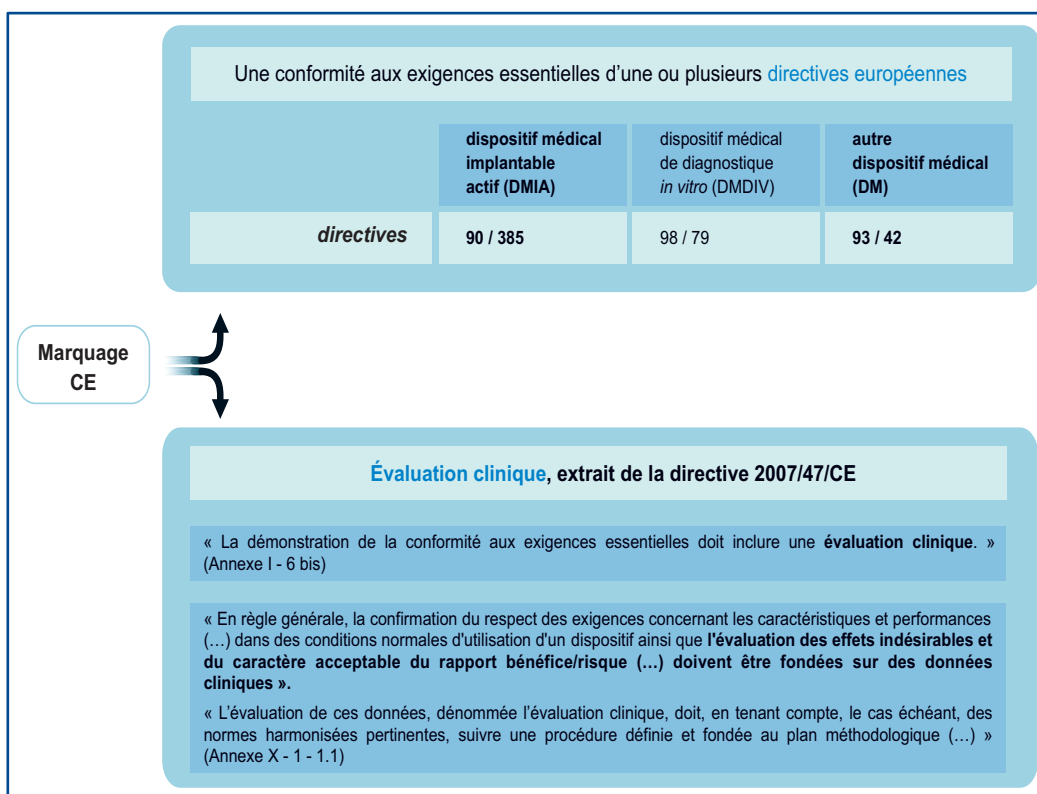 Une conformité aux exigences essentielles d'une ou plusieurs directives européennes
dispositif médical
implantable
actif (DMIA)
dispositif médical
de diagnostique
in vitro (DMDIV)
autre
dispositif médical
(DM)
directives
90 / 385
98 / 79
93 / 42
Marquage
CE
Évaluation clinique, extrait de la directive 2007/47/CE
« La démonstration de la conformité aux exigences essentielles doit inclure une évaluation clinique. »
(Annexe I - 6 bis)
« En règle générale, la confirmation du respect des exigences concernant les caractéristiques et performances
(…) dans des conditions normales d'utilisation d'un dispositif ainsi que l'évaluation des effets indésirables et
du caractère acceptable du rapport bénéfice/risque (…) doivent être fondées sur des données
cliniques ».
« L'évaluation de ces données, dénommée l'évaluation clinique, doit, en tenant compte, le cas échéant, des
normes harmonisées pertinentes, suivre une procédure définie et fondée au plan méthodologique (…) »
(Annexe X - 1 - 1.1)